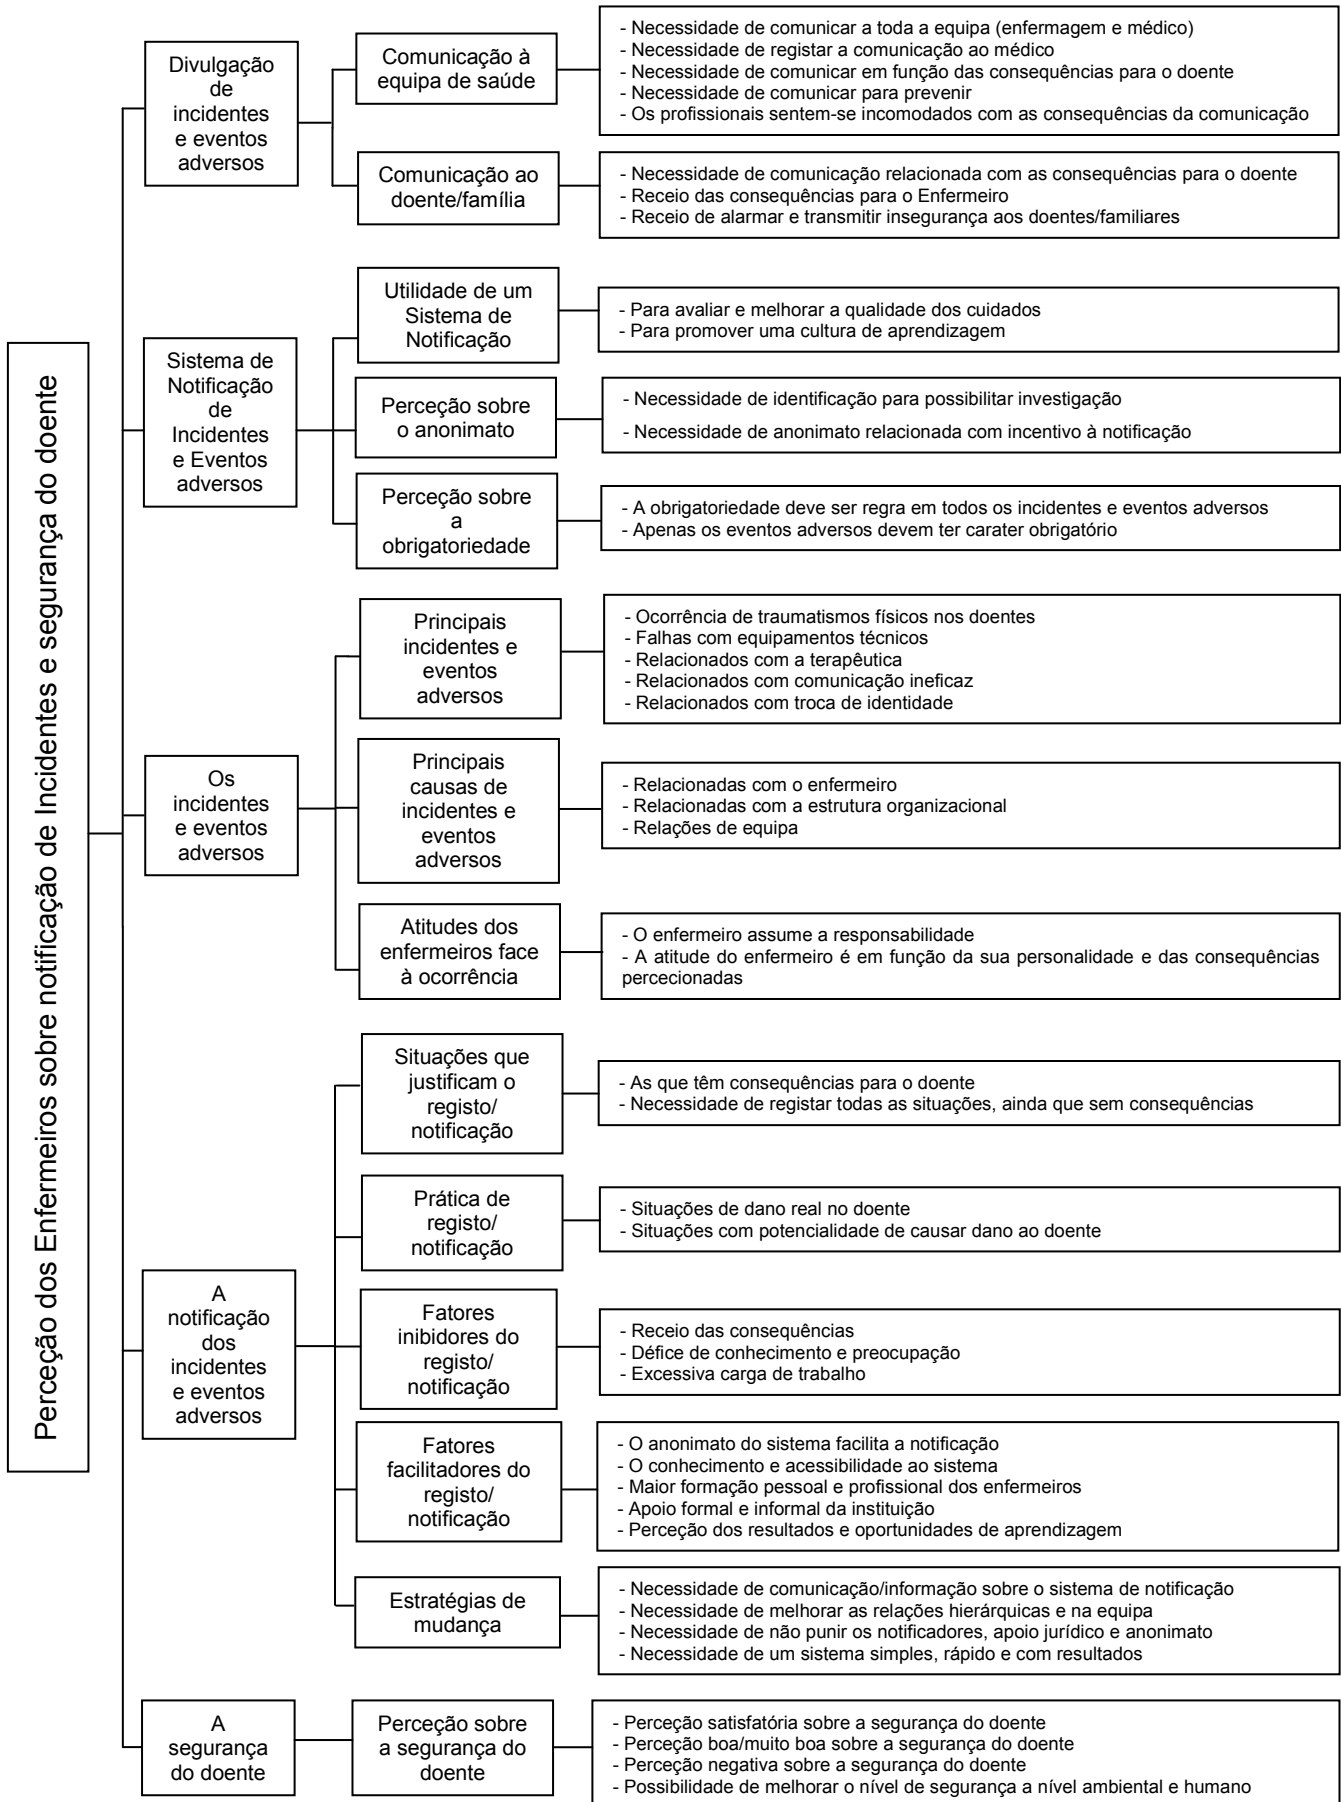 Perceção dos Enfermeiros sobre notificação de Incidentes e segurança do doente
Divulgação
de
incidentes
e eventos
adversos
Comunicação à
equipa de saúde
- Necessidade de comunicar a toda a equipa (enfermagem e médico)
- Necessidade de registar a comunicação ao médico
- Necessidade de comunicar em função das consequências para o doente
- Necessidade de comunicar para prevenir
- Os profissionais sentem-se incomodados com as consequências da comunicação
Comunicação ao
doente/família
- Necessidade de comunicação relacionada com as consequências para o doente
- Receio das consequências para o Enfermeiro
- Receio de alarmar e transmitir insegurança aos doentes/familiares
Sistema de
Notificação
de
Incidentes
e Eventos
adversos
Utilidade de um
Sistema de
Notificação
- Para avaliar e melhorar a qualidade dos cuidados
- Para promover uma cultura de aprendizagem
Perceção sobre
o anonimato
- Necessidade de identificação para possibilitar investigação
- Necessidade de anonimato relacionada com incentivo à notificação
Perceção sobre
a
obrigatoriedade
- A obrigatoriedade deve ser regra em todos os incidentes e eventos adversos
- Apenas os eventos adversos devem ter carater obrigatório
Os
incidentes
e eventos
adversos
Principais
incidentes e
eventos
adversos
- Ocorrência de traumatismos físicos nos doentes
- Falhas com equipamentos técnicos
- Relacionados com a terapêutica
- Relacionados com comunicação ineficaz
- Relacionados com troca de identidade
Principais
causas de
incidentes e
eventos
adversos
- Relacionadas com o enfermeiro
- Relacionadas com a estrutura organizacional
- Relações de equipa
Atitudes dos
enfermeiros face
à ocorrência
- O enfermeiro assume a responsabilidade
- A atitude do enfermeiro é em função da sua personalidade e das consequências
percecionadas
A
notificação
dos
incidentes
e eventos
adversos
Situações que
justificam o
registo/
notificação
- As que têm consequências para o doente
- Necessidade de registar todas as situações, ainda que sem consequências
Prática de
registo/
notificação
- Situações de dano real no doente
- Situações com potencialidade de causar dano ao doente
Fatores
inibidores do
registo/
notificação
- Receio das consequências
- Défice de conhecimento e preocupação
- Excessiva carga de trabalho
Fatores
facilitadores do
registo/
notificação
- O anonimato do sistema facilita a notificação
- O conhecimento e acessibilidade ao sistema
- Maior formação pessoal e profissional dos enfermeiros
- Apoio formal e informal da instituição
- Perceção dos resultados e oportunidades de aprendizagem
Estratégias de
mudança
- Necessidade de comunicação/informação sobre o sistema de notificação
- Necessidade de melhorar as relações hierárquicas e na equipa
- Necessidade de não punir os notificadores, apoio jurídico e anonimato
- Necessidade de um sistema simples, rápido e com resultados
A
segurança
do doente
Perceção sobre
a segurança do
doente
- Perceção satisfatória sobre a segurança do doente
- Perceção boa/muito boa sobre a segurança do doente
- Perceção negativa sobre a segurança do doente
- Possibilidade de melhorar o nível de segurança a nível ambiental e humano